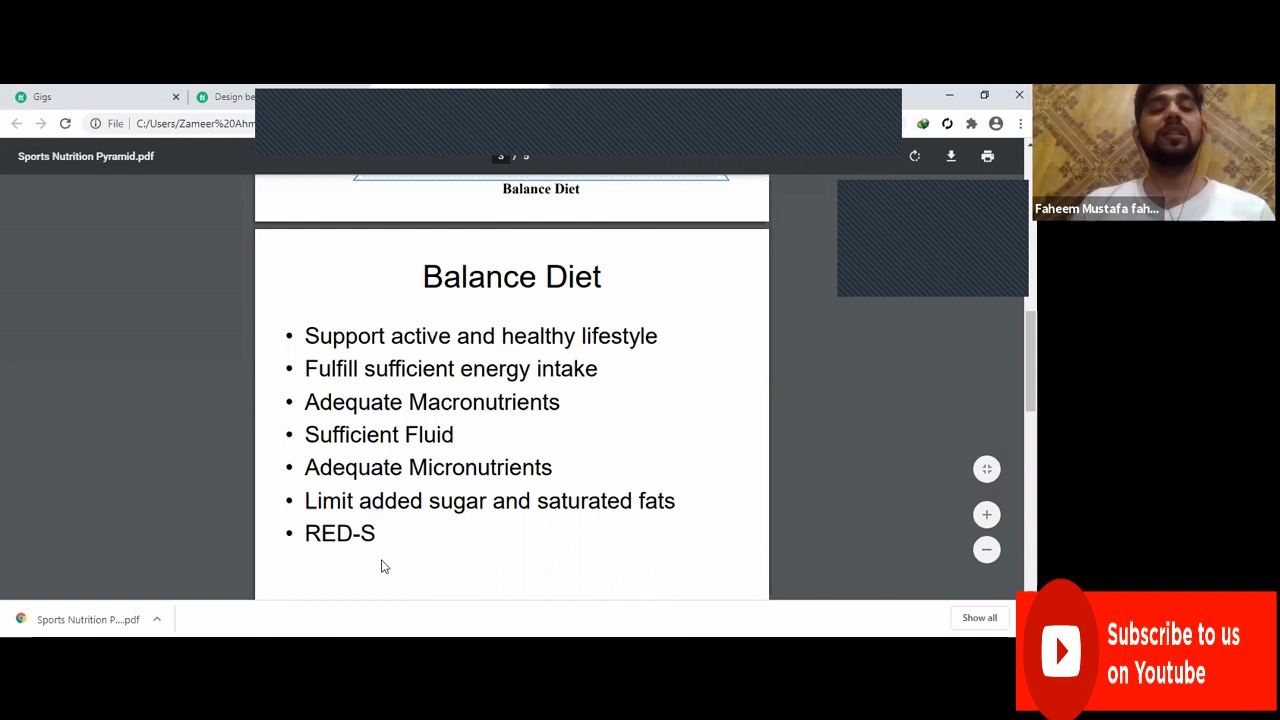 Gigs
Design be
File
C:/Users/Zameer%20Ahm
Sports Nutrition Pyramid.pdf
3 / 5
Balance Diet
Balance Diet
• Support active and healthy lifestyle
• Fulfill sufficient energy intake
• Adequate Macronutrients
• Sufficient Fluid
• Adequate Micronutrients
• Limit added sugar and saturated fats
• RED-S
Faheem Mustafa fah...
Sports Nutrition P....pdf
Show all
Subscribe to us
on Youtube